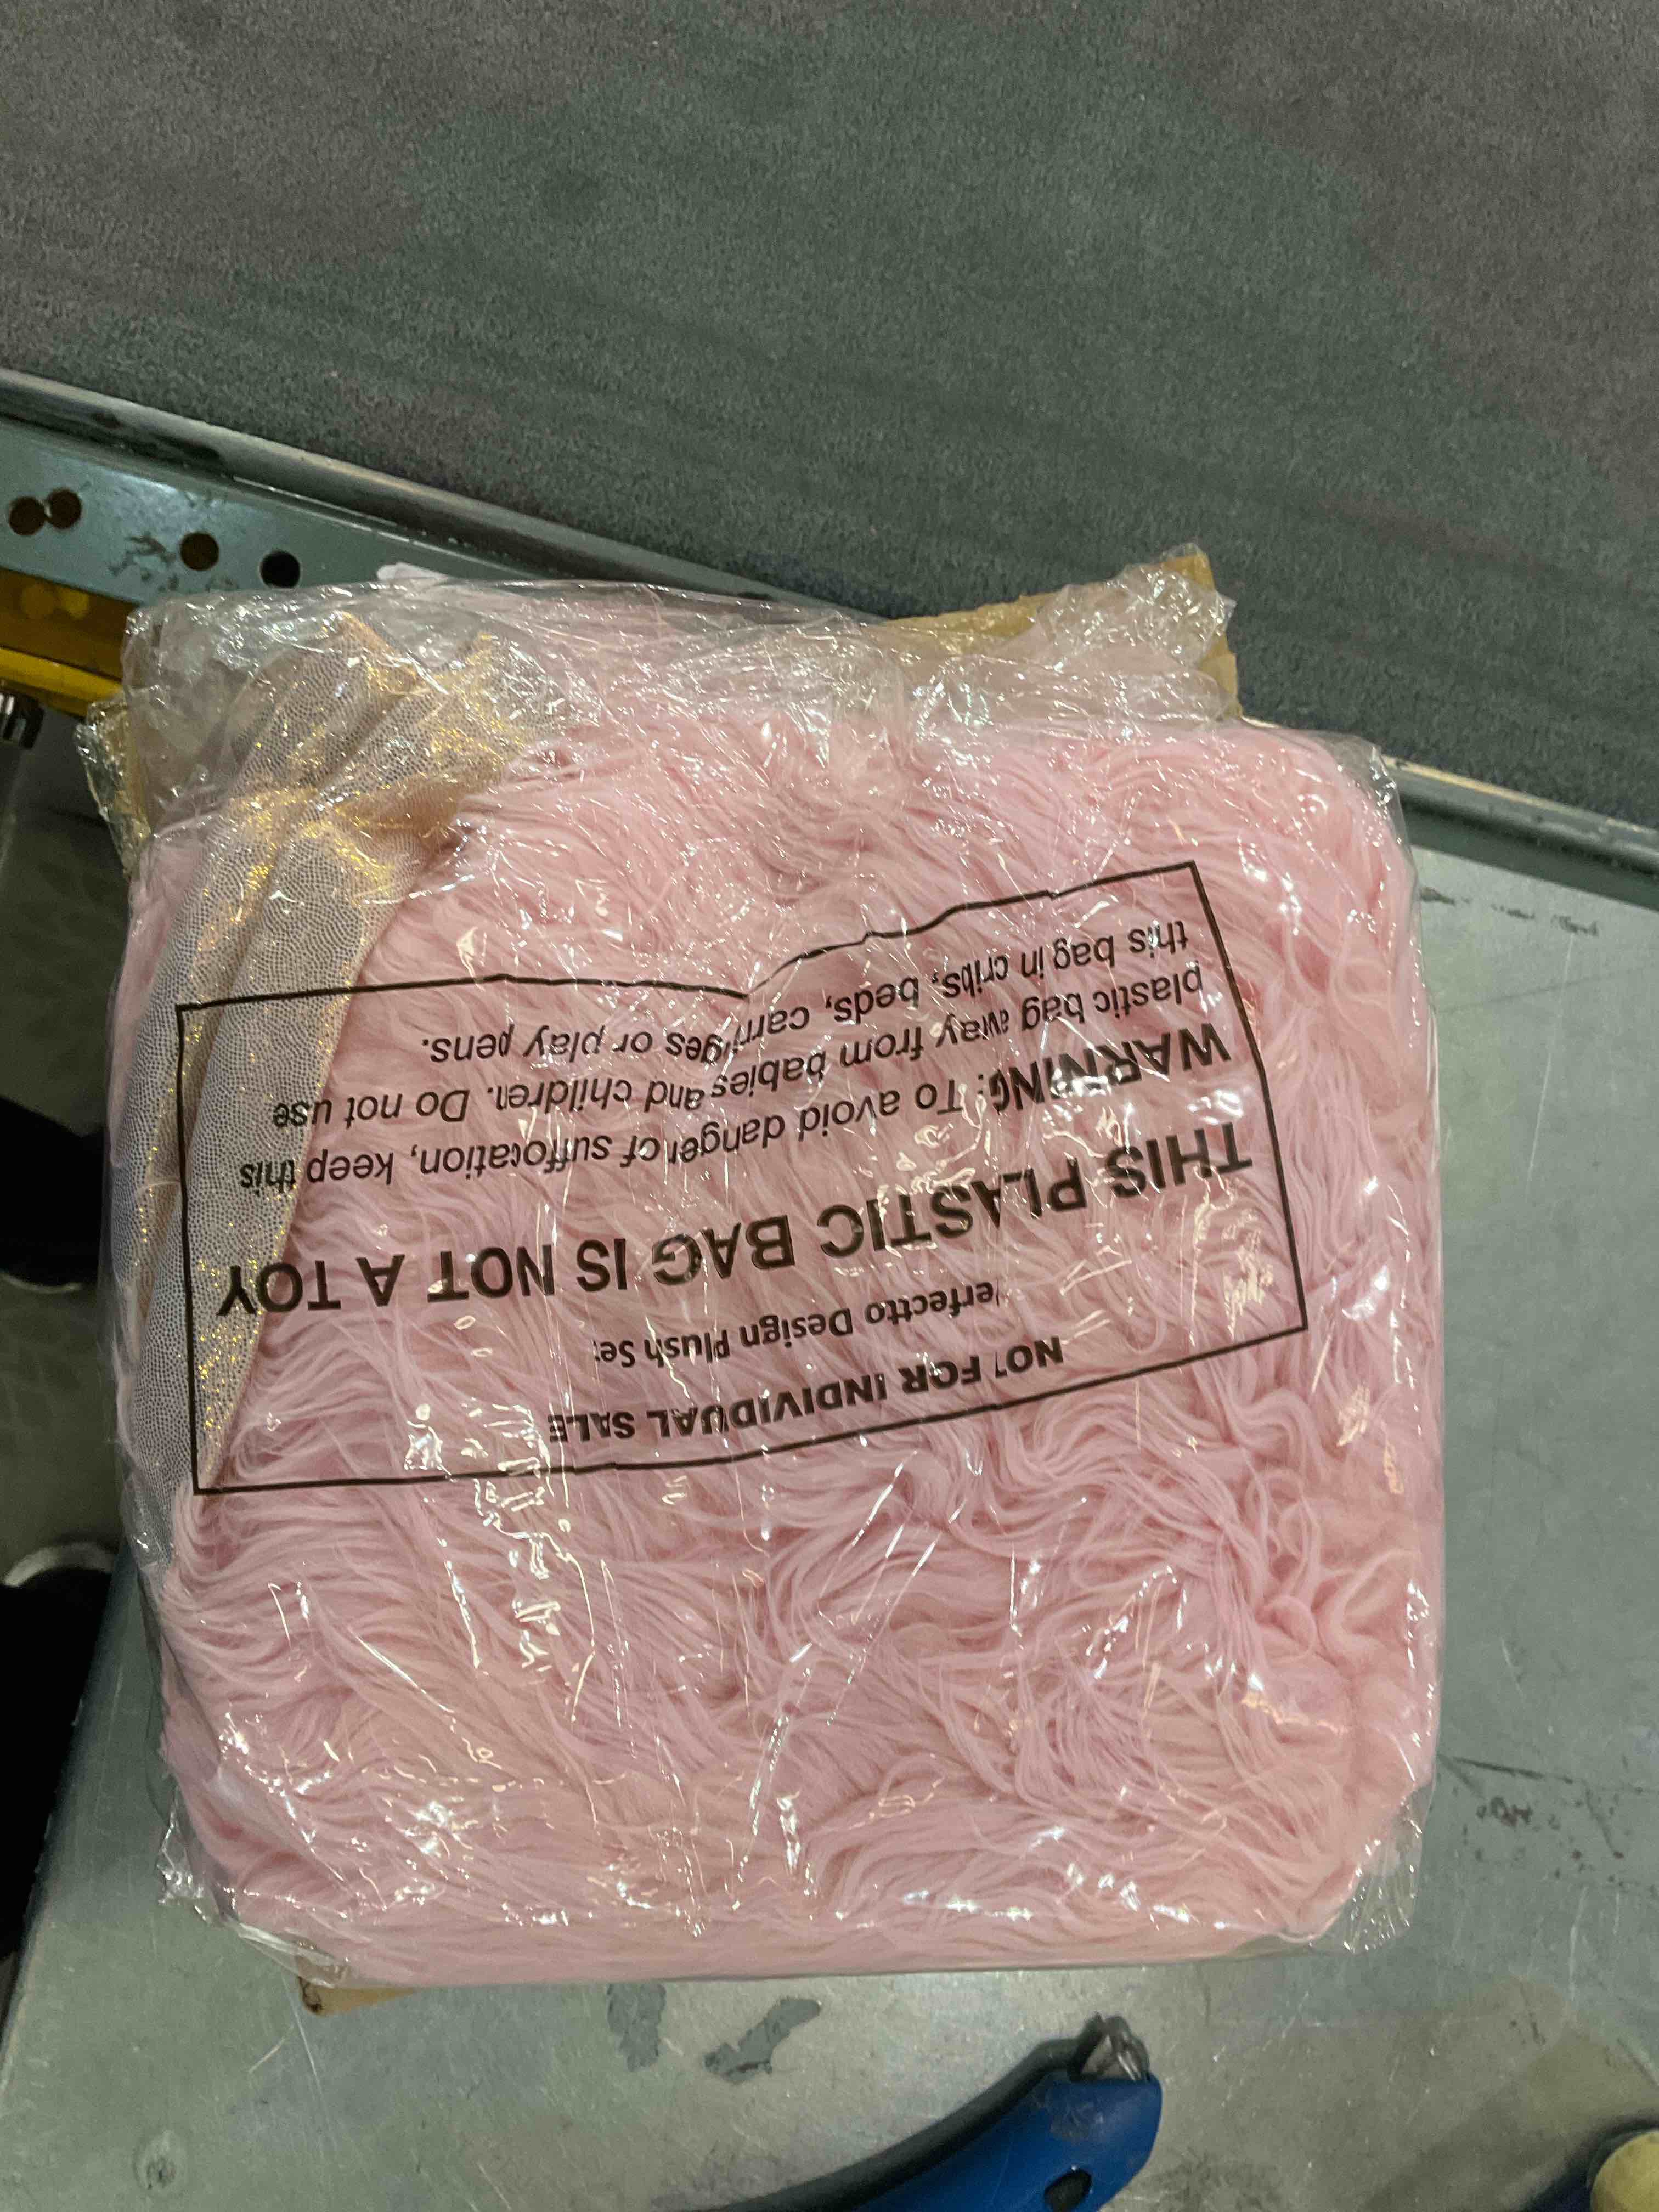 NOT FOR INDIVIDUAL SALE
Perfectto Design Plush Set
THIS PLASTIC BAG IS NOT A TOY
WARNING: To avoid danger of suffocation, keep this
plastic bag away from babies and children. Do not use
this bag in cribs, beds, carriages or play pens.